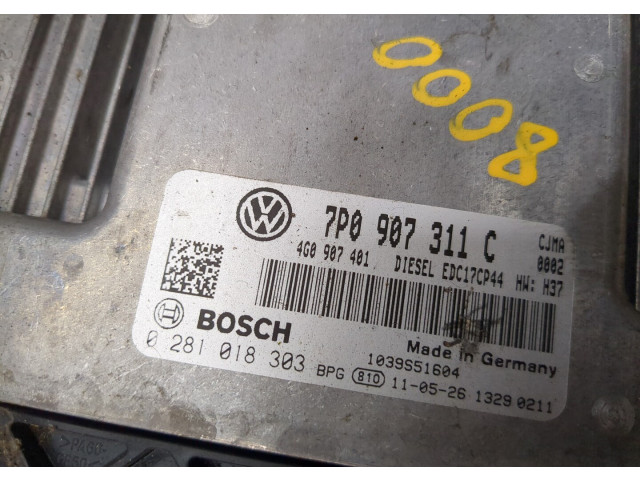 0008
7P0 907 311 C
CJMA
0002
4G0 907 401 DIESEL EDC17CP44 HW: H37
BOSCH
Made in Germany
0 281 018 303
1039S51604
BPG 810 11-05-26 1329 0211